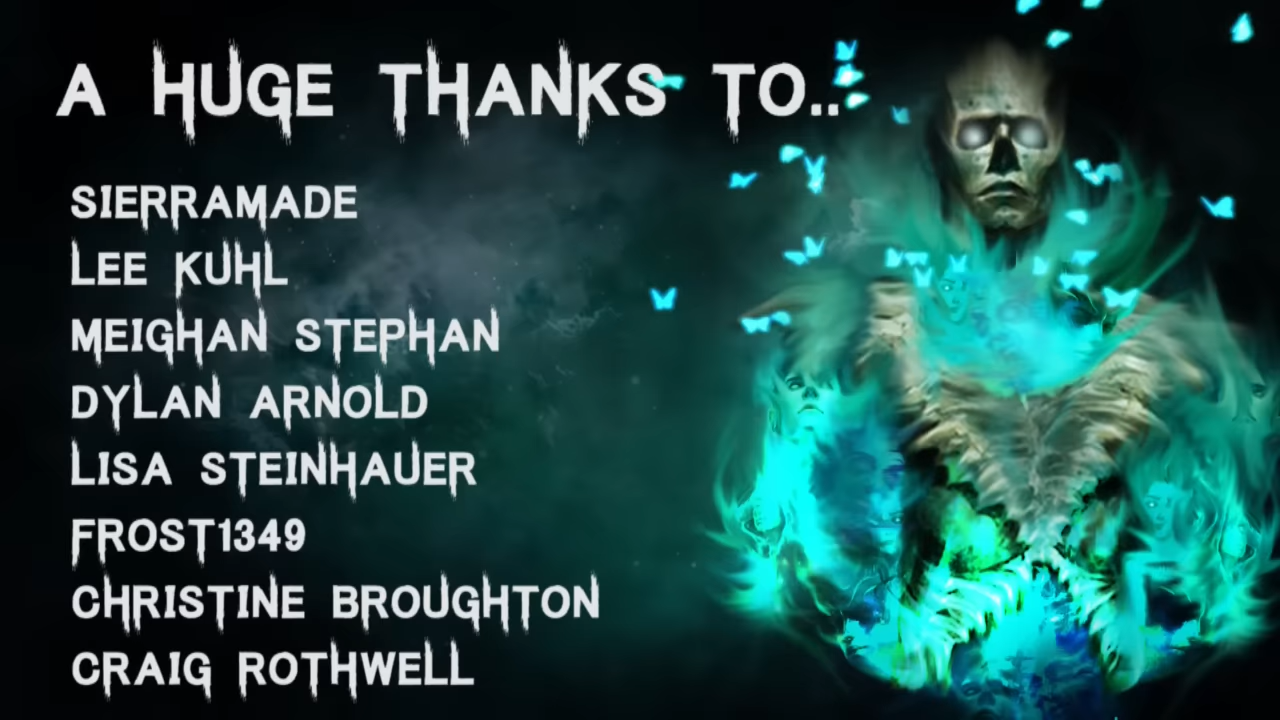 A HUGE THANKS TO..
SIERRAMADE
LEE KUHL
MEIGHAN STEPHAN
DYLAN ARNOLD
LISA STEINHAUER
FROST1349
CHRISTINE BROUGHTON
CRAIG ROTHWELL